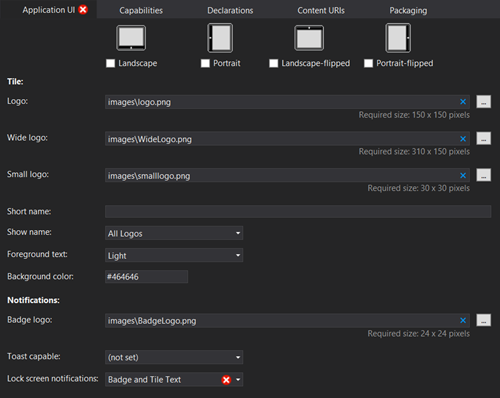 Application UI Capabilities Declarations Content URIs Packaging
Landscape Portrait Landscape-flipped Portrait-flipped
Tile:
Logo: images\logo.png ...
Required size: 150 x 150 pixels
Wide logo: images\WideLogo.png ...
Required size: 310 x 150 pixels
Small logo: images\smalllogo.png ...
Required size: 30 x 30 pixels
Short name:
Show name: All Logos
Foreground text: Light
Background color: #464646
Notifications:
Badge logo: images\BadgeLogo.png ...
Required size: 24 x 24 pixels
Toast capable: (not set)
Lock screen notifications: Badge and Tile Text